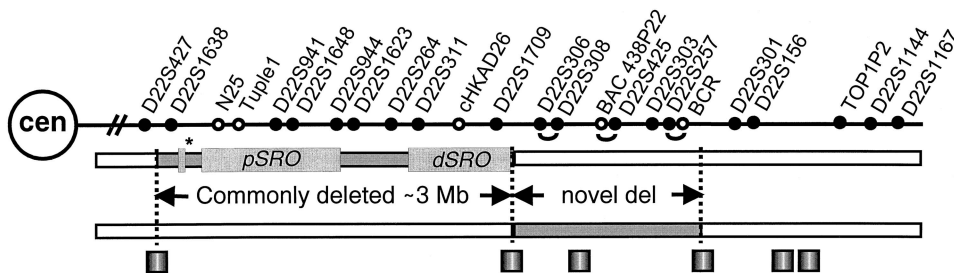 D22S427
D22S1638
N25
Tuple1
D22S941
D22S1648
D22S944
D22S1623
D22S264
D22S311
cHKAD26
D22S1709
D22S306
D22S308
BAC 438P22
D22S425
D22S303
D22S257
BCR
D22S301
D22S156
TOP1P2
D22S1144
D22S1167
cen
*
pSRO
dSRO
Commonly deleted ~3 Mb
novel del